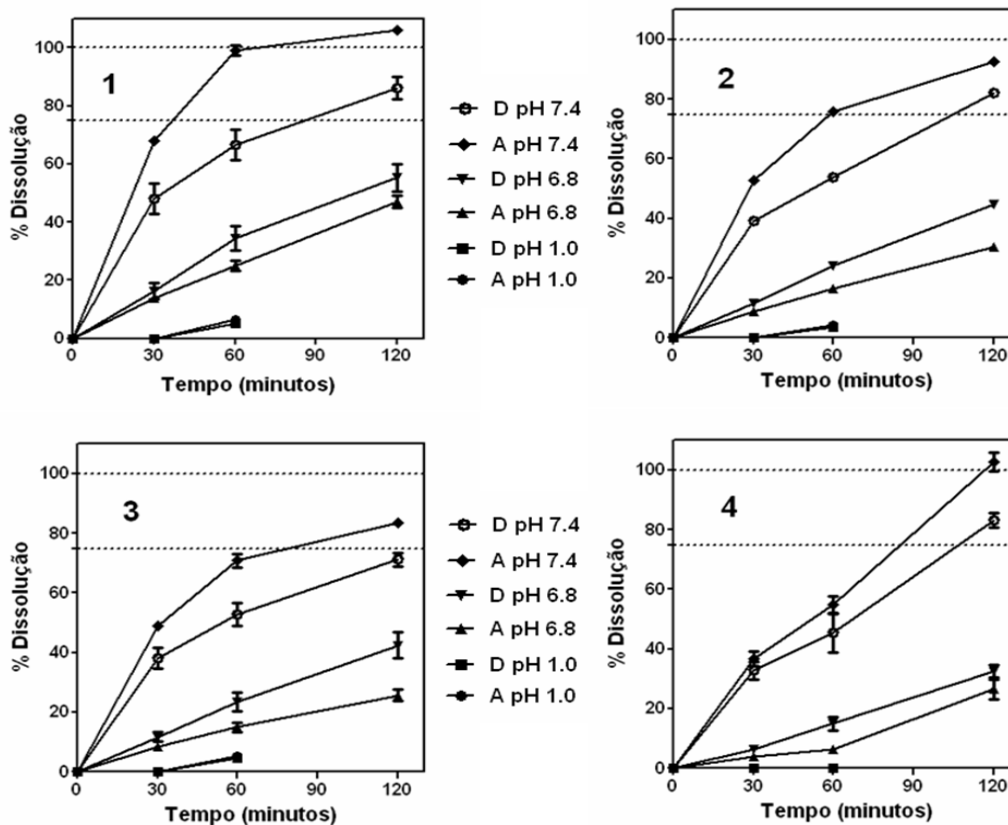 1
% Dissolução
100
80
60
40
20
0
0 30 60 90 120
Tempo (minutos)
D pH 7.4
A pH 7.4
D pH 6.8
A pH 6.8
D pH 1.0
A pH 1.0
2
% Dissolução
100
80
60
40
20
0
0 30 60 90 120
Tempo (minutos)
3
% Dissolução
100
80
60
40
20
0
0 30 60 90 120
Tempo (minutos)
D pH 7.4
A pH 7.4
D pH 6.8
A pH 6.8
D pH 1.0
A pH 1.0
4
% Dissolução
100
80
60
40
20
0
0 30 60 90 120
Tempo (minutos)